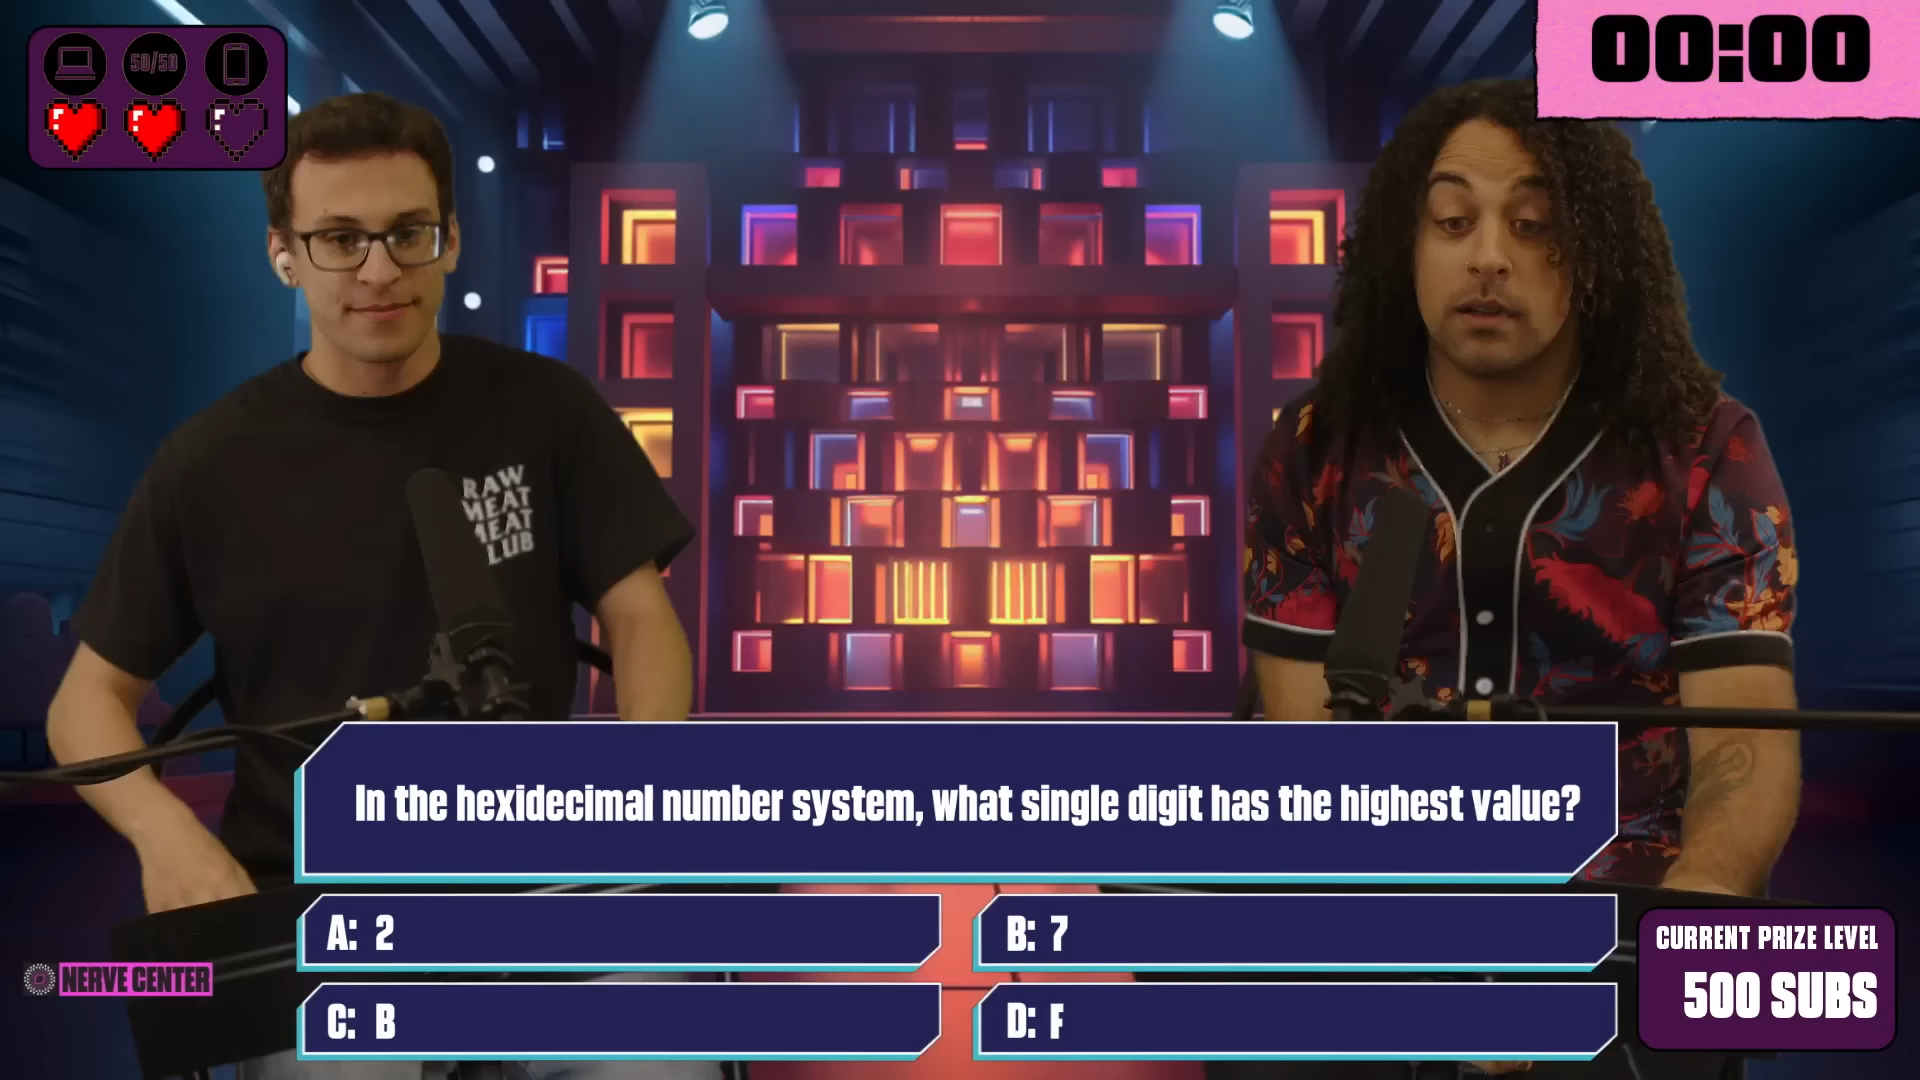 50/50
00:00
RAW
MEAT
MEAT
LUB
In the hexidecimal number system, what single digit has the highest value?
A: 2
B: 7
C: B
D: F
CURRENT PRIZE LEVEL
500 SUBS
NERVE CENTER